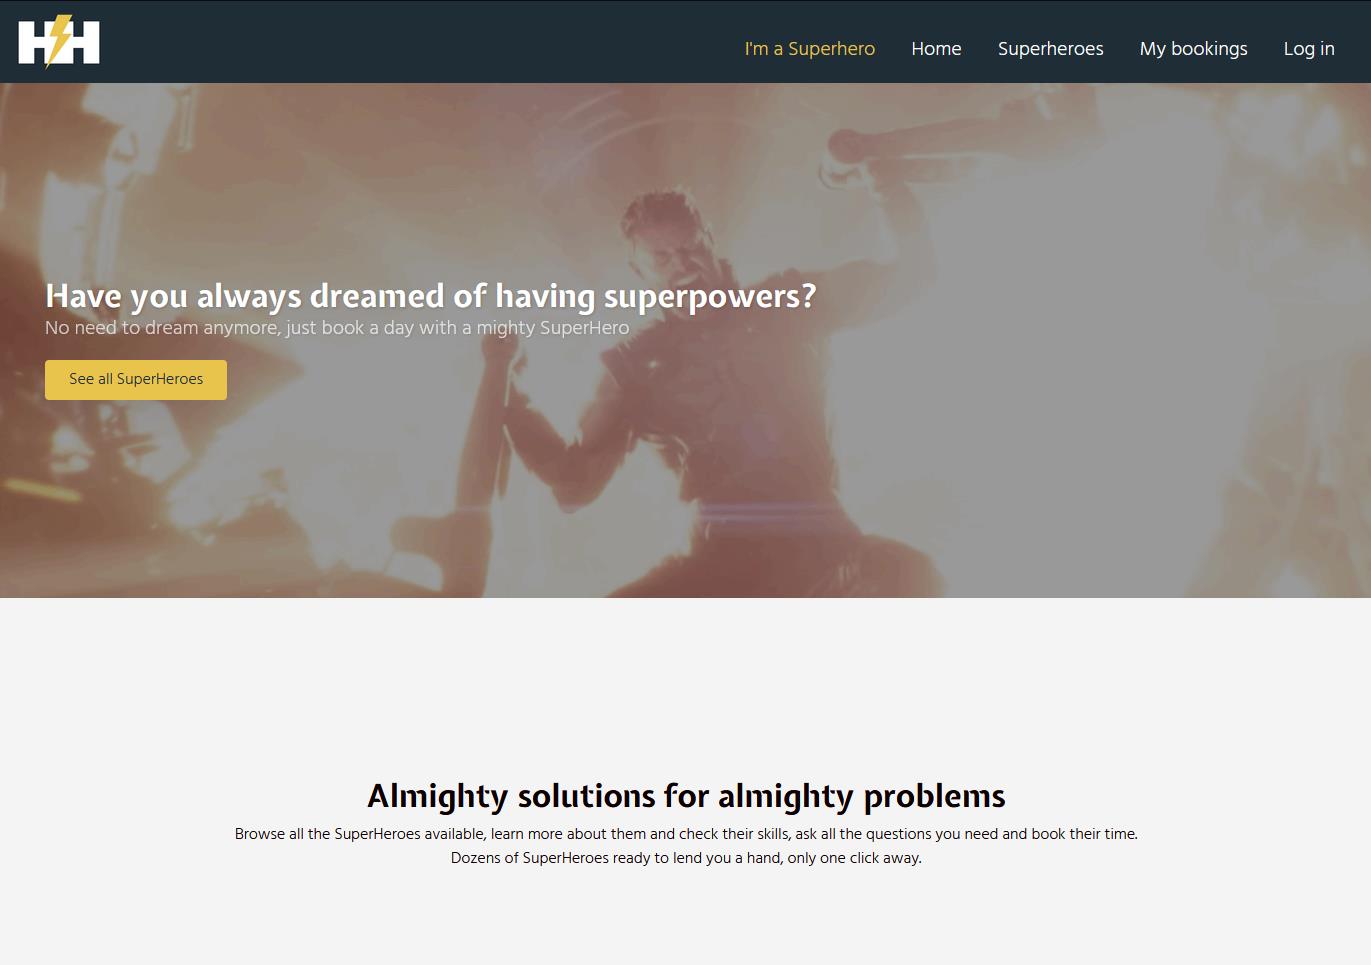 HH
I'm a Superhero
Home
Superheroes
My bookings
Log in
Have you always dreamed of having superpowers?
No need to dream anymore, just book a day with a mighty SuperHero
See all SuperHeroes
Almighty solutions for almighty problems
Browse all the SuperHeroes available, learn more about them and check their skills, ask all the questions you need and book their time.
Dozens of SuperHeroes ready to lend you a hand, only one click away.